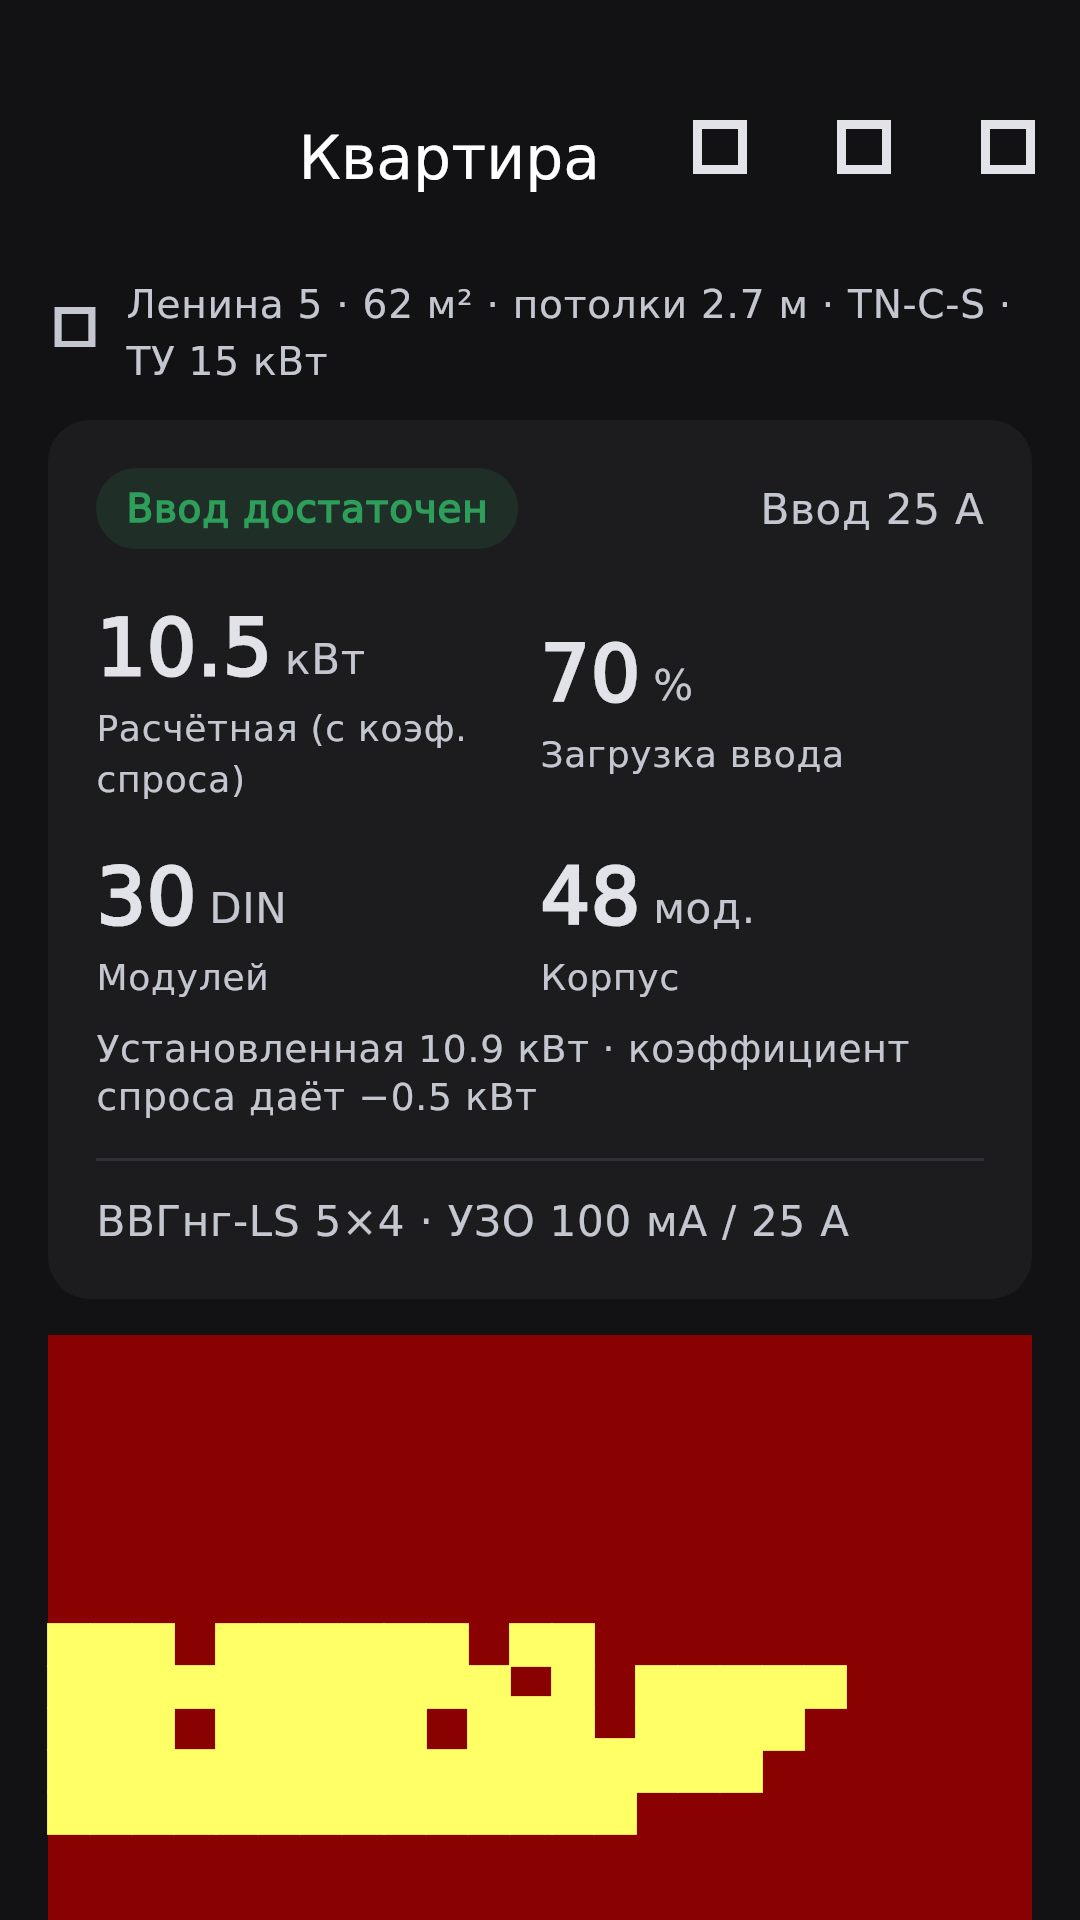 Квартира
Ленина 5 · 62 м² · потолки 2.7 м · TN-C-S ·
ТУ 15 кВт
Ввод достаточен
Ввод 25 А
10.5 кВт
70 %
Расчётная (с коэф.
спроса)
Загрузка ввода
30 DIN
48 мод.
Модулей
Корпус
Установленная 10.9 кВт · коэффициент
спроса даёт −0.5 кВт
ВВГнг-LS 5×4 · УЗО 100 мА / 25 А